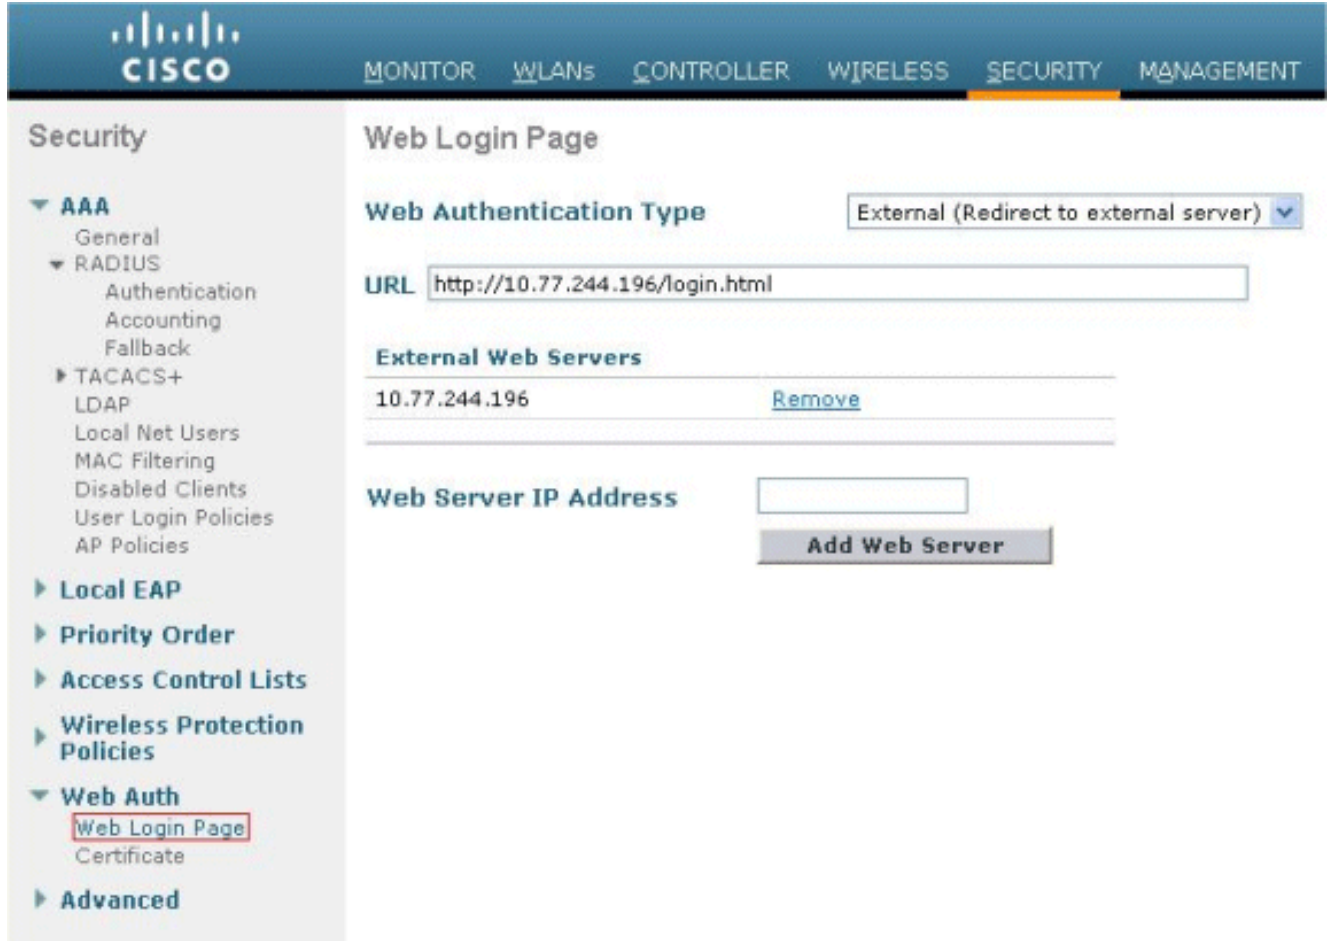 CISCO
MONITOR WLANs CONTROLLER WIRELESS SECURITY MANAGEMENT
Security
AAA
General
RADIUS
Authentication
Accounting
Fallback
TACACS+
LDAP
Local Net Users
MAC Filtering
Disabled Clients
User Login Policies
AP Policies
Local EAP
Priority Order
Access Control Lists
Wireless Protection
Policies
Web Auth
Web Login Page
Certificate
Advanced
Web Login Page
Web Authentication Type External (Redirect to external server)
URL http://10.77.244.196/login.html
External Web Servers
10.77.244.196 Remove
Web Server IP Address
Add Web Server